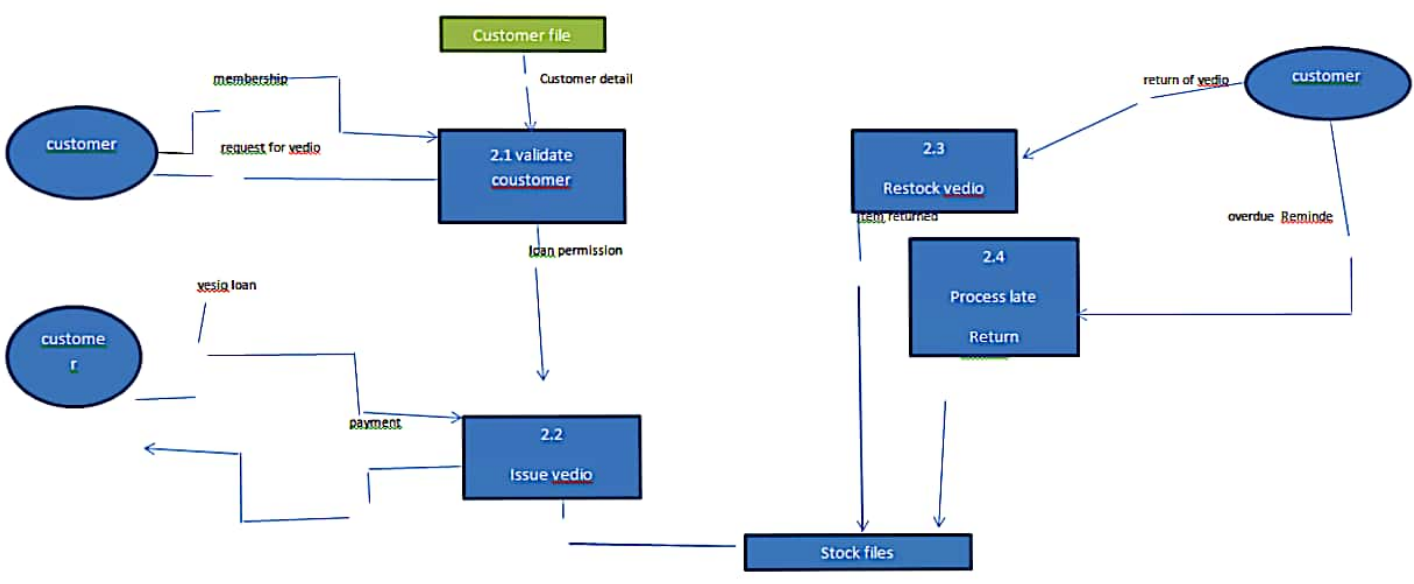 Customer file
membership
Customer detail
return of vedio
customer
customer
request for vedio
2.1 validate
coustomer
2.3
Restock vedio
item returned
overdue Reminde
loan permission
2.4
Process late
Return
vesio loan
custome
r
payment
2.2
Issue vedio
Stock files